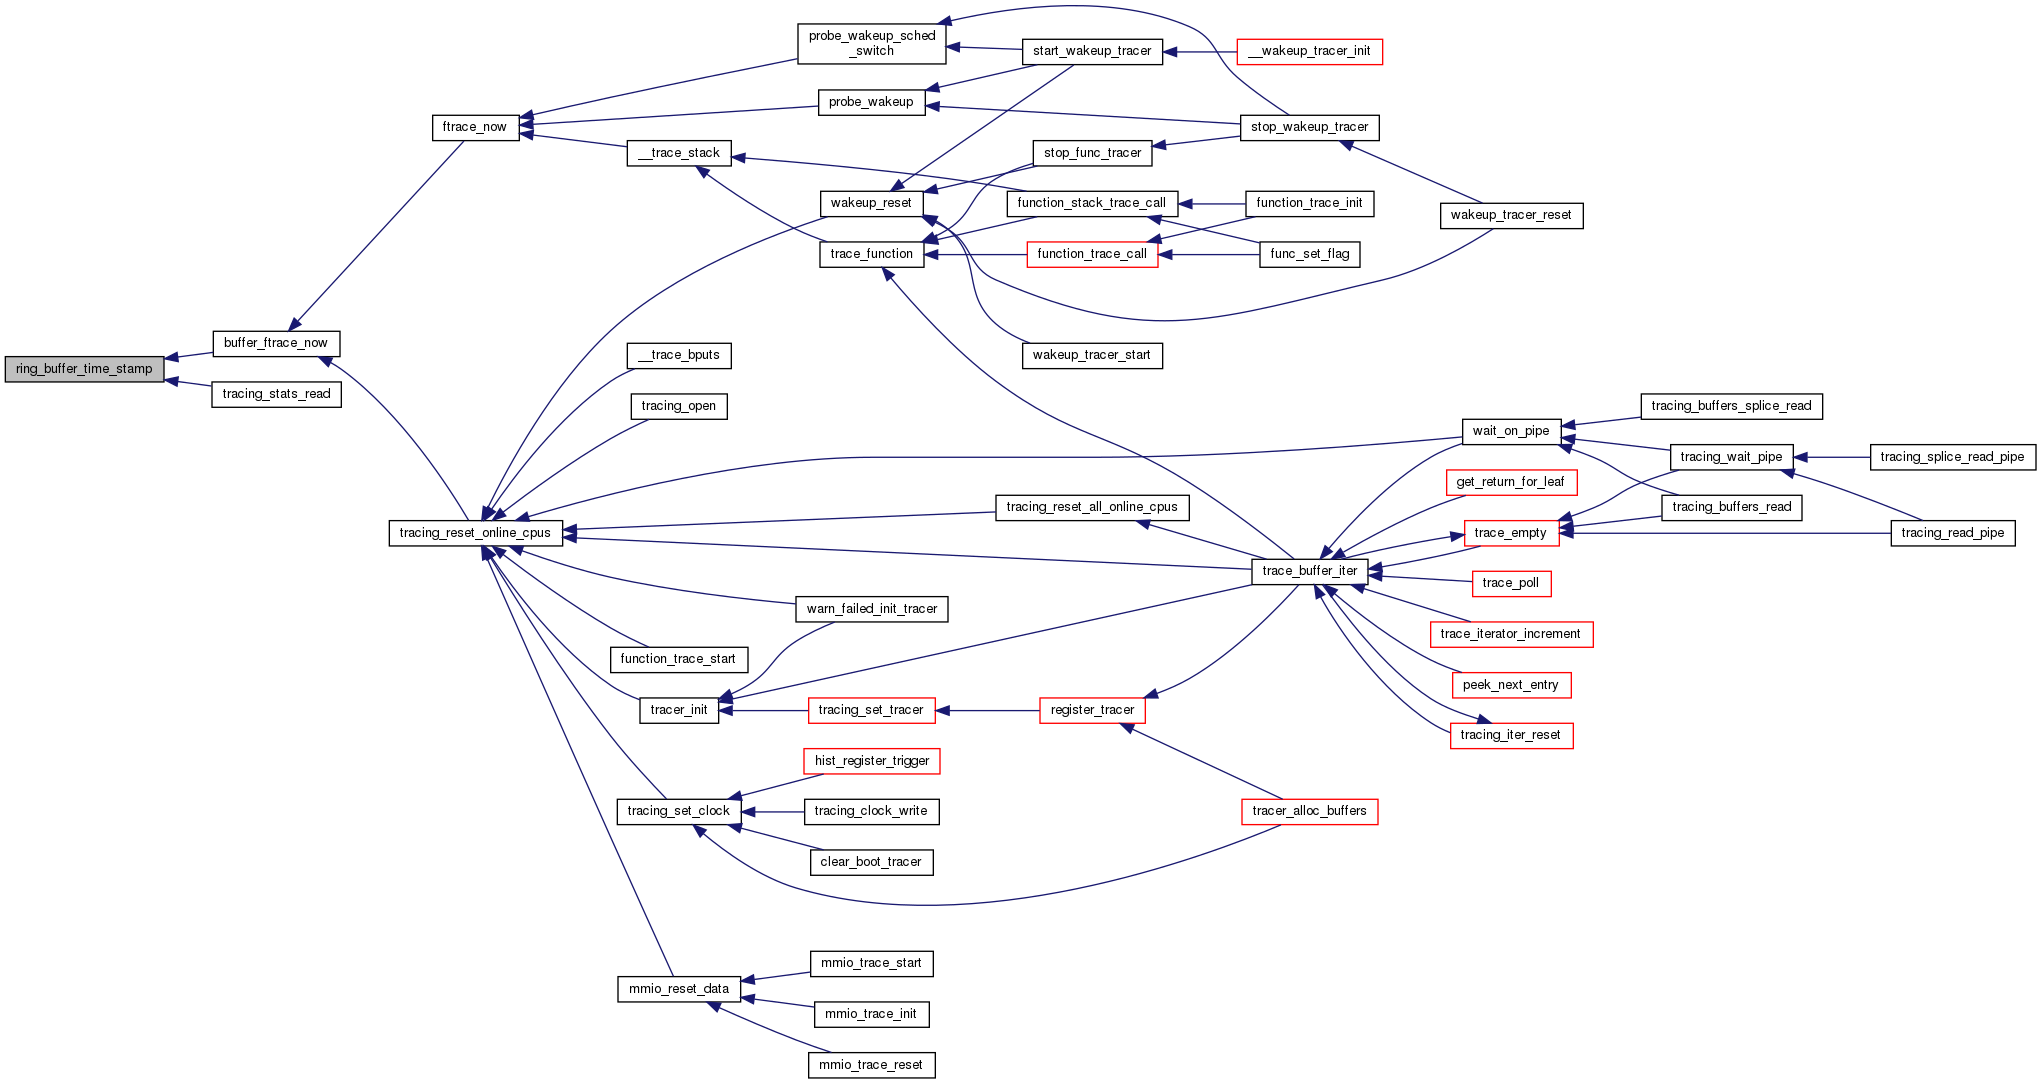 probe_wakeup_sched
_switch
start_wakeup_tracer
__wakeup_tracer_init
probe_wakeup
ftrace_now
stop_wakeup_tracer
__trace_stack
stop_func_tracer
wakeup_reset
function_stack_trace_call
function_trace_init
wakeup_tracer_reset
trace_function
function_trace_call
func_set_flag
buffer_ftrace_now
__trace_bputs
wakeup_tracer_start
ring_buffer_time_stamp
tracing_stats_read
tracing_open
tracing_buffers_splice_read
wait_on_pipe
tracing_wait_pipe
tracing_splice_read_pipe
get_return_for_leaf
tracing_reset_all_online_cpus
tracing_buffers_read
tracing_reset_online_cpus
trace_empty
tracing_read_pipe
trace_buffer_iter
trace_poll
warn_failed_init_tracer
trace_iterator_increment
function_trace_start
peek_next_entry
tracer_init
tracing_set_tracer
register_tracer
tracing_iter_reset
hist_register_trigger
tracing_set_clock
tracing_clock_write
tracer_alloc_buffers
clear_boot_tracer
mmio_trace_start
mmio_reset_data
mmio_trace_init
mmio_trace_reset